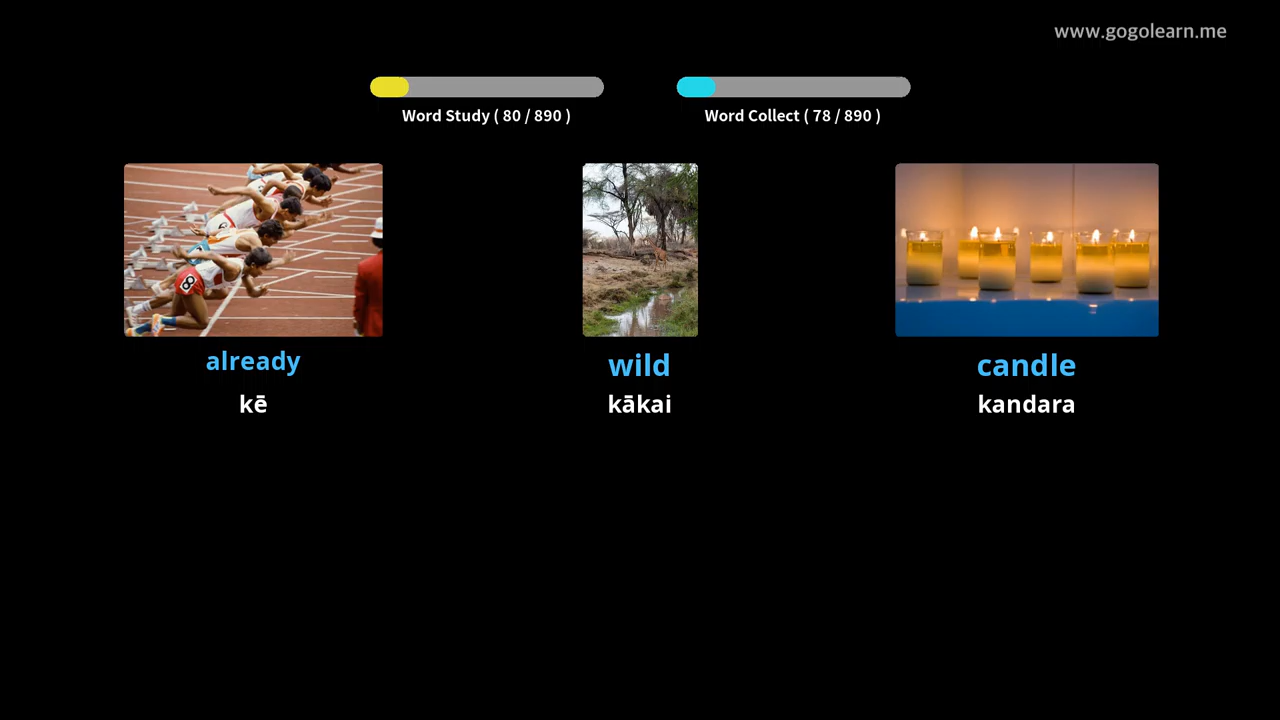 www.gogolearn.me
Word Study ( 80 / 890 )
Word Collect ( 78 / 890 )
already
kē
wild
kākai
candle
kandara